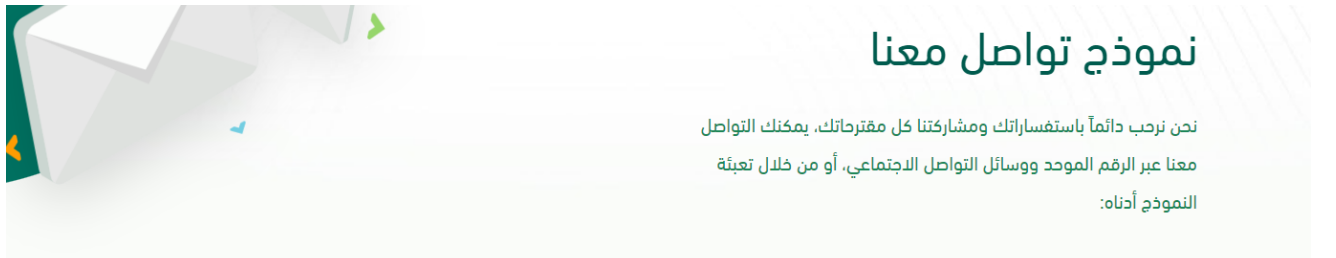 نموذج تواصل معنا
نحن نرحب دائماً باستفساراتك ومشاركتنا كل مقترحاتك، يمكنك التواصل
معنا عبر الرقم الموحد ووسائل التواصل الاجتماعي، أو من خلال تعبئة
النموذج أدناه: